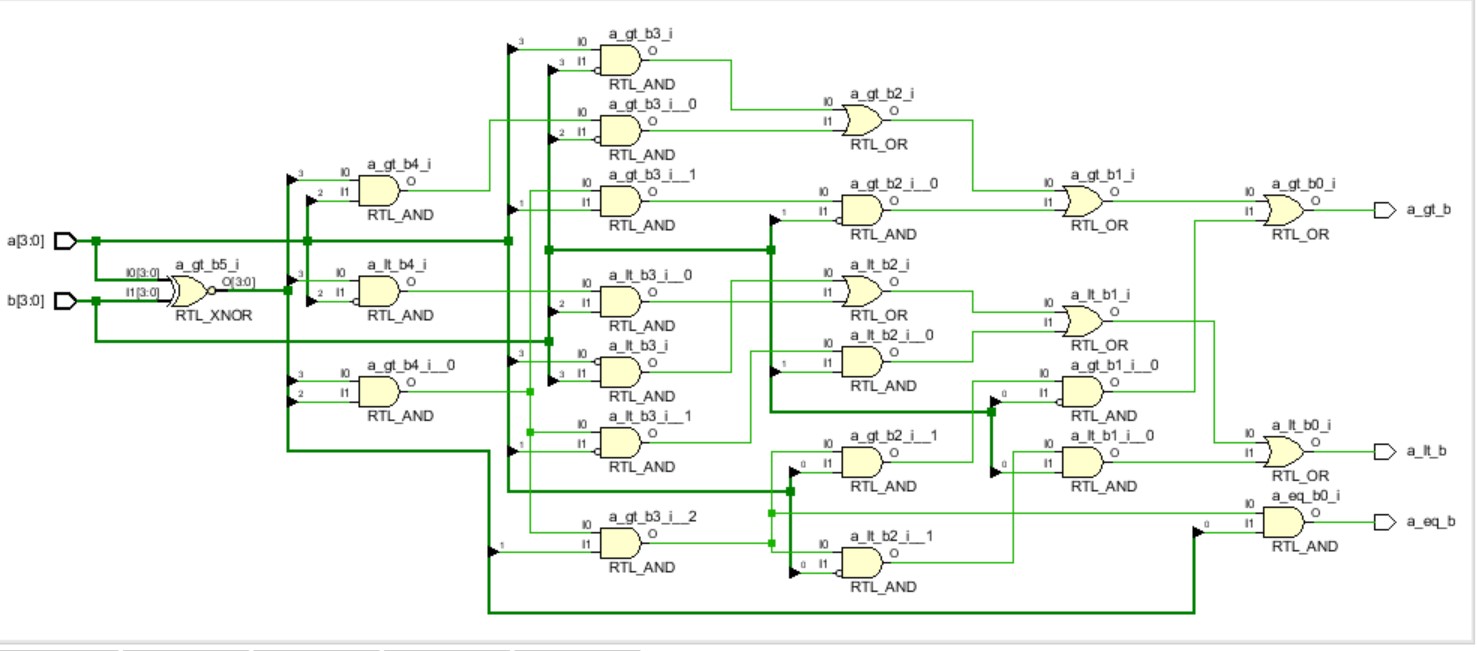 a_gt_b3_i
3 I0 O
3 I1
RTL_AND
a_gt_b3_i__0
I0 O
2 I1
RTL_AND
a_gt_b2_i
I0 O
I1
RTL_OR
a_gt_b4_i
3 I0 O
2 I1
RTL_AND
a_gt_b3_i__1
I0 O
1 I1
RTL_AND
a_gt_b2_i__0
I0 O
1 I1
RTL_AND
a_gt_b1_i
I0 O
I1
RTL_OR
a_gt_b0_i
I0 O
I1
RTL_OR
a_gt_b
a[3:0]
b[3:0]
a_gt_b5_i
I0[3:0] O[3:0]
I1[3:0]
RTL_XNOR
a_lt_b4_i
3 I0 O
2 I1
RTL_AND
a_lt_b3_i__0
I0 O
2 I1
RTL_AND
a_lt_b2_i
I0 O
I1
RTL_OR
a_lt_b1_i
I0 O
I1
RTL_OR
a_lt_b3_i
3 I0 O
3 I1
RTL_AND
a_lt_b2_i__0
I0 O
1 I1
RTL_AND
a_gt_b4_i__0
3 I0 O
2 I1
RTL_AND
a_gt_b1_i__0
I0 O
0 I1
RTL_AND
a_lt_b3_i__1
I0 O
1 I1
RTL_AND
a_gt_b2_i__1
I0 O
0 I1
RTL_AND
a_lt_b1_i__0
I0 O
0 I1
RTL_AND
a_lt_b0_i
I0 O
I1
RTL_OR
a_lt_b
a_gt_b3_i__2
I0 O
1 I1
RTL_AND
a_lt_b2_i__1
I0 O
0 I1
RTL_AND
a_eq_b0_i
I0 O
0 I1
RTL_AND
a_eq_b